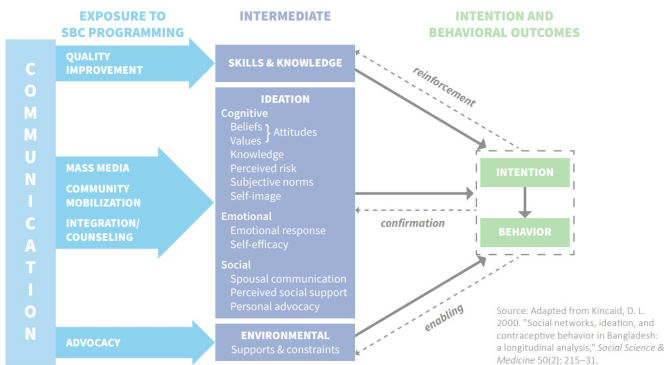 EXPOSURE TO
SBC PROGRAMMING
INTERMEDIATE
INTENTION AND
BEHAVIORAL OUTCOMES
COMMUNICATION
QUALITY
IMPROVEMENT
SKILLS & KNOWLEDGE
reinforcement
IDEATION
Cognitive
Beliefs
Values } Attitudes
Knowledge
Perceived risk
Subjective norms
Self-image
Emotional
Emotional response
Self-efficacy
Social
Spousal communication
Perceived social support
Personal advocacy
MASS MEDIA
COMMUNITY
MOBILIZATION
INTEGRATION/
COUNSELING
INTENTION
confirmation
BEHAVIOR
ADVOCACY
ENVIRONMENTAL
Supports & constraints
enabling
Source: Adapted from Kincaid, D. L.
2000. "Social networks, ideation, and
contraceptive behavior in Bangladesh:
a longitudinal analysis," Social Science &
Medicine 50(2): 215–31.